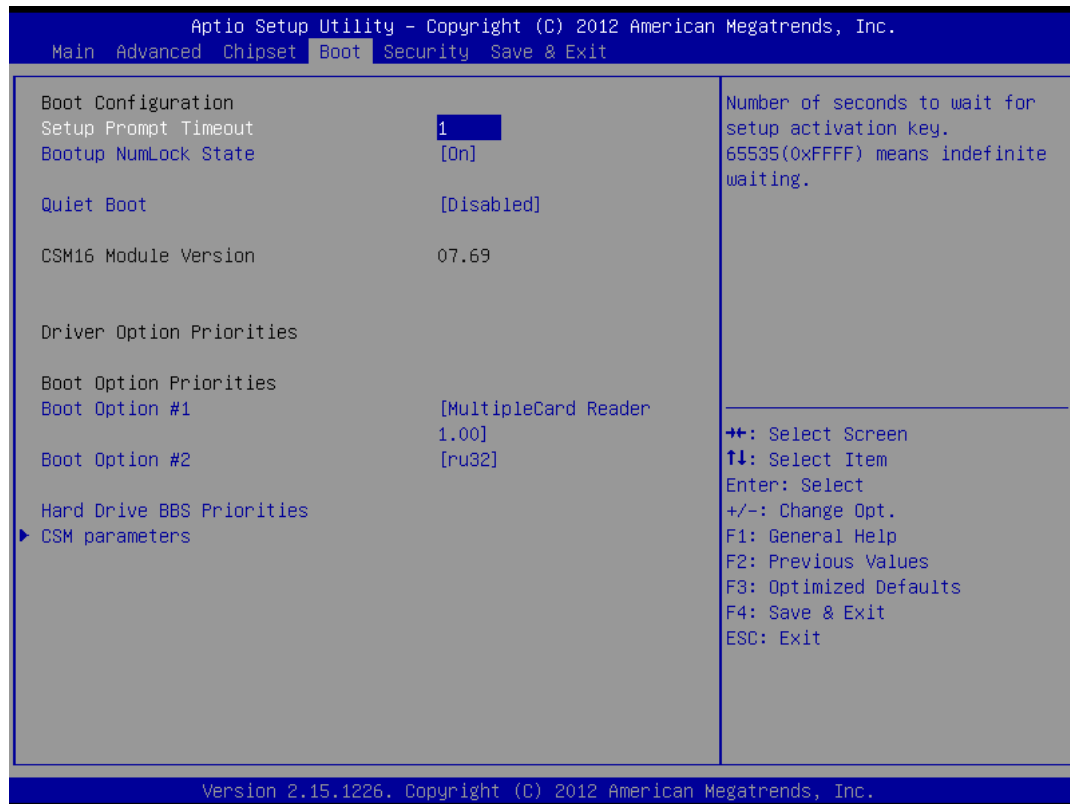 Aptio Setup Utility – Copyright (C) 2012 American Megatrends, Inc.
Main Advanced Chipset Boot Security Save & Exit
Boot Configuration
Setup Prompt Timeout 1
Bootup NumLock State [On]
Quiet Boot [Disabled]
CSM16 Module Version 07.69
Driver Option Priorities
Boot Option Priorities
Boot Option #1 [MultipleCard Reader
1.00]
Boot Option #2 [ru32]
Hard Drive BBS Priorities
CSM parameters
Number of seconds to wait for
setup activation key.
65535(0xFFFF) means indefinite
waiting.
→←: Select Screen
↑↓: Select Item
Enter: Select
+/-: Change Opt.
F1: General Help
F2: Previous Values
F3: Optimized Defaults
F4: Save & Exit
ESC: Exit
Version 2.15.1226. Copyright (C) 2012 American Megatrends, Inc.